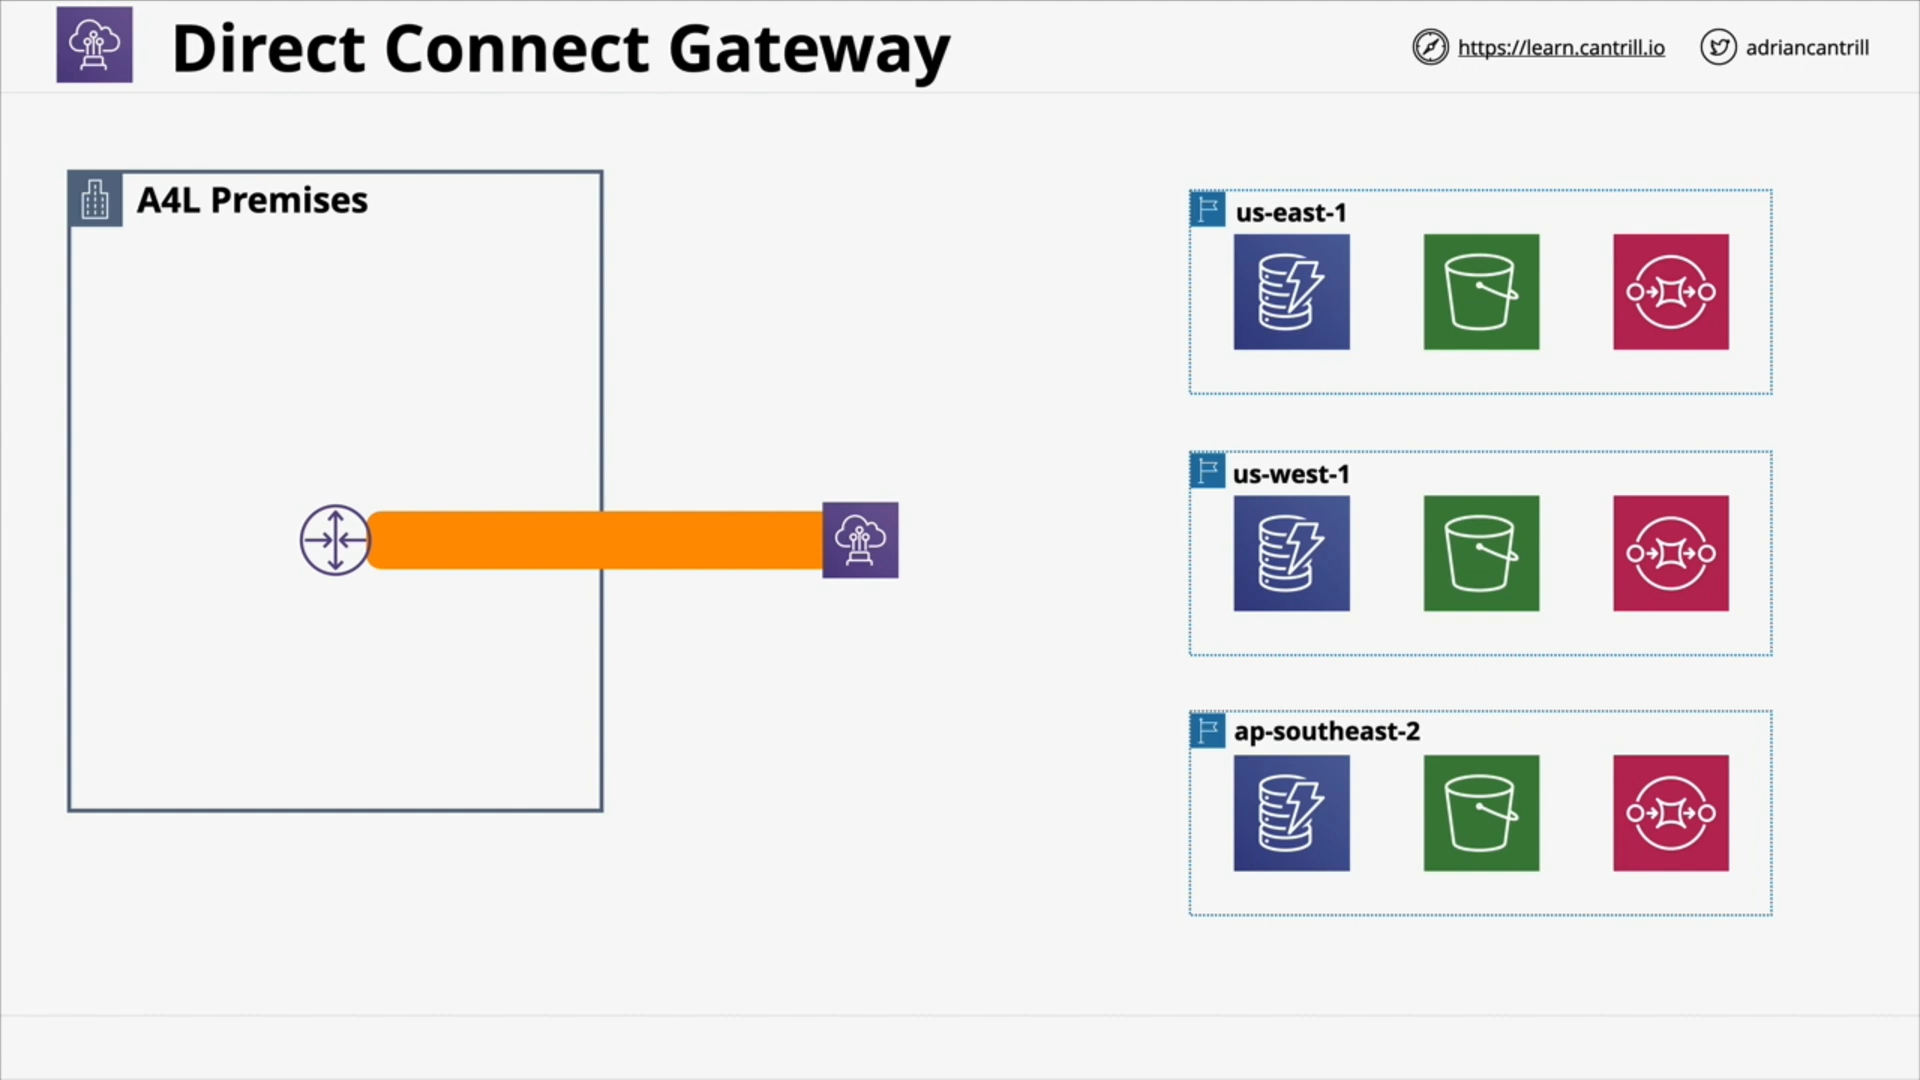 Direct Connect Gateway
https://learn.cantrill.io
adriancantrill
A4L Premises
us-east-1
us-west-1
ap-southeast-2